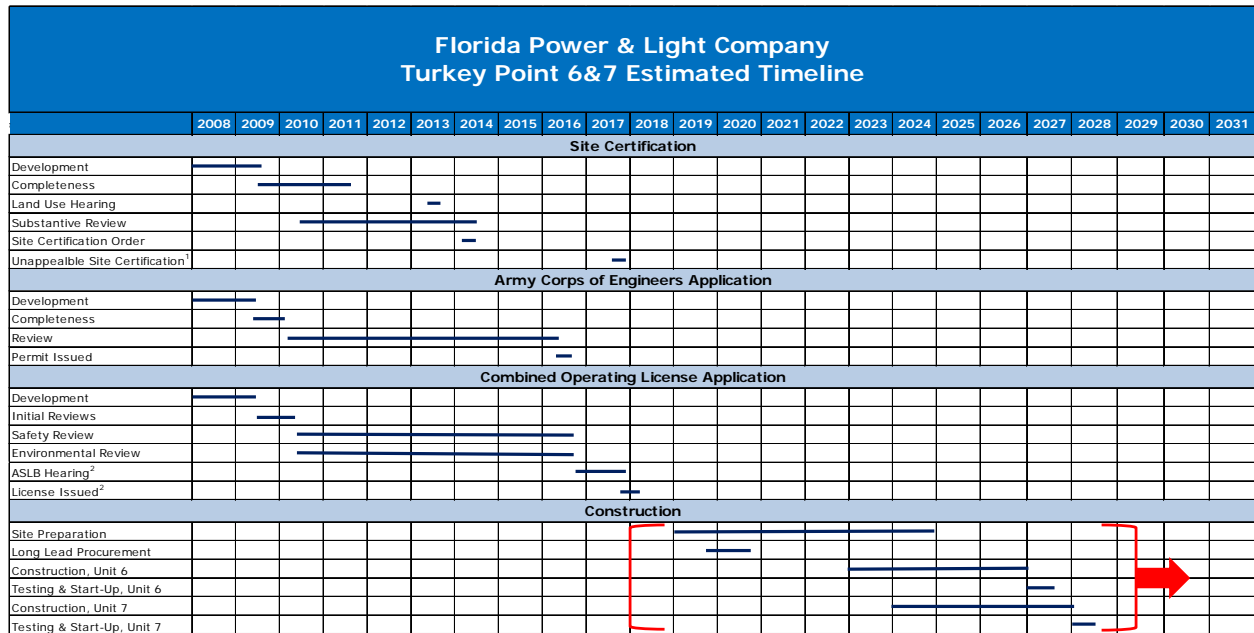 Florida Power & Light Company
Turkey Point 6&7 Estimated Timeline
2008 2009 2010 2011 2012 2013 2014 2015 2016 2017 2018 2019 2020 2021 2022 2023 2024 2025 2026 2027 2028 2029 2030 2031
Site Certification
Development
Completeness
Land Use Hearing
Substantive Review
Site Certification Order
Unappealble Site Certification¹
Army Corps of Engineers Application
Development
Completeness
Review
Permit Issued
Combined Operating License Application
Development
Initial Reviews
Safety Review
Environmental Review
ASLB Hearing²
License Issued²
Construction
Site Preparation
Long Lead Procurement
Construction, Unit 6
Testing & Start-Up, Unit 6
Construction, Unit 7
Testing & Start-Up, Unit 7